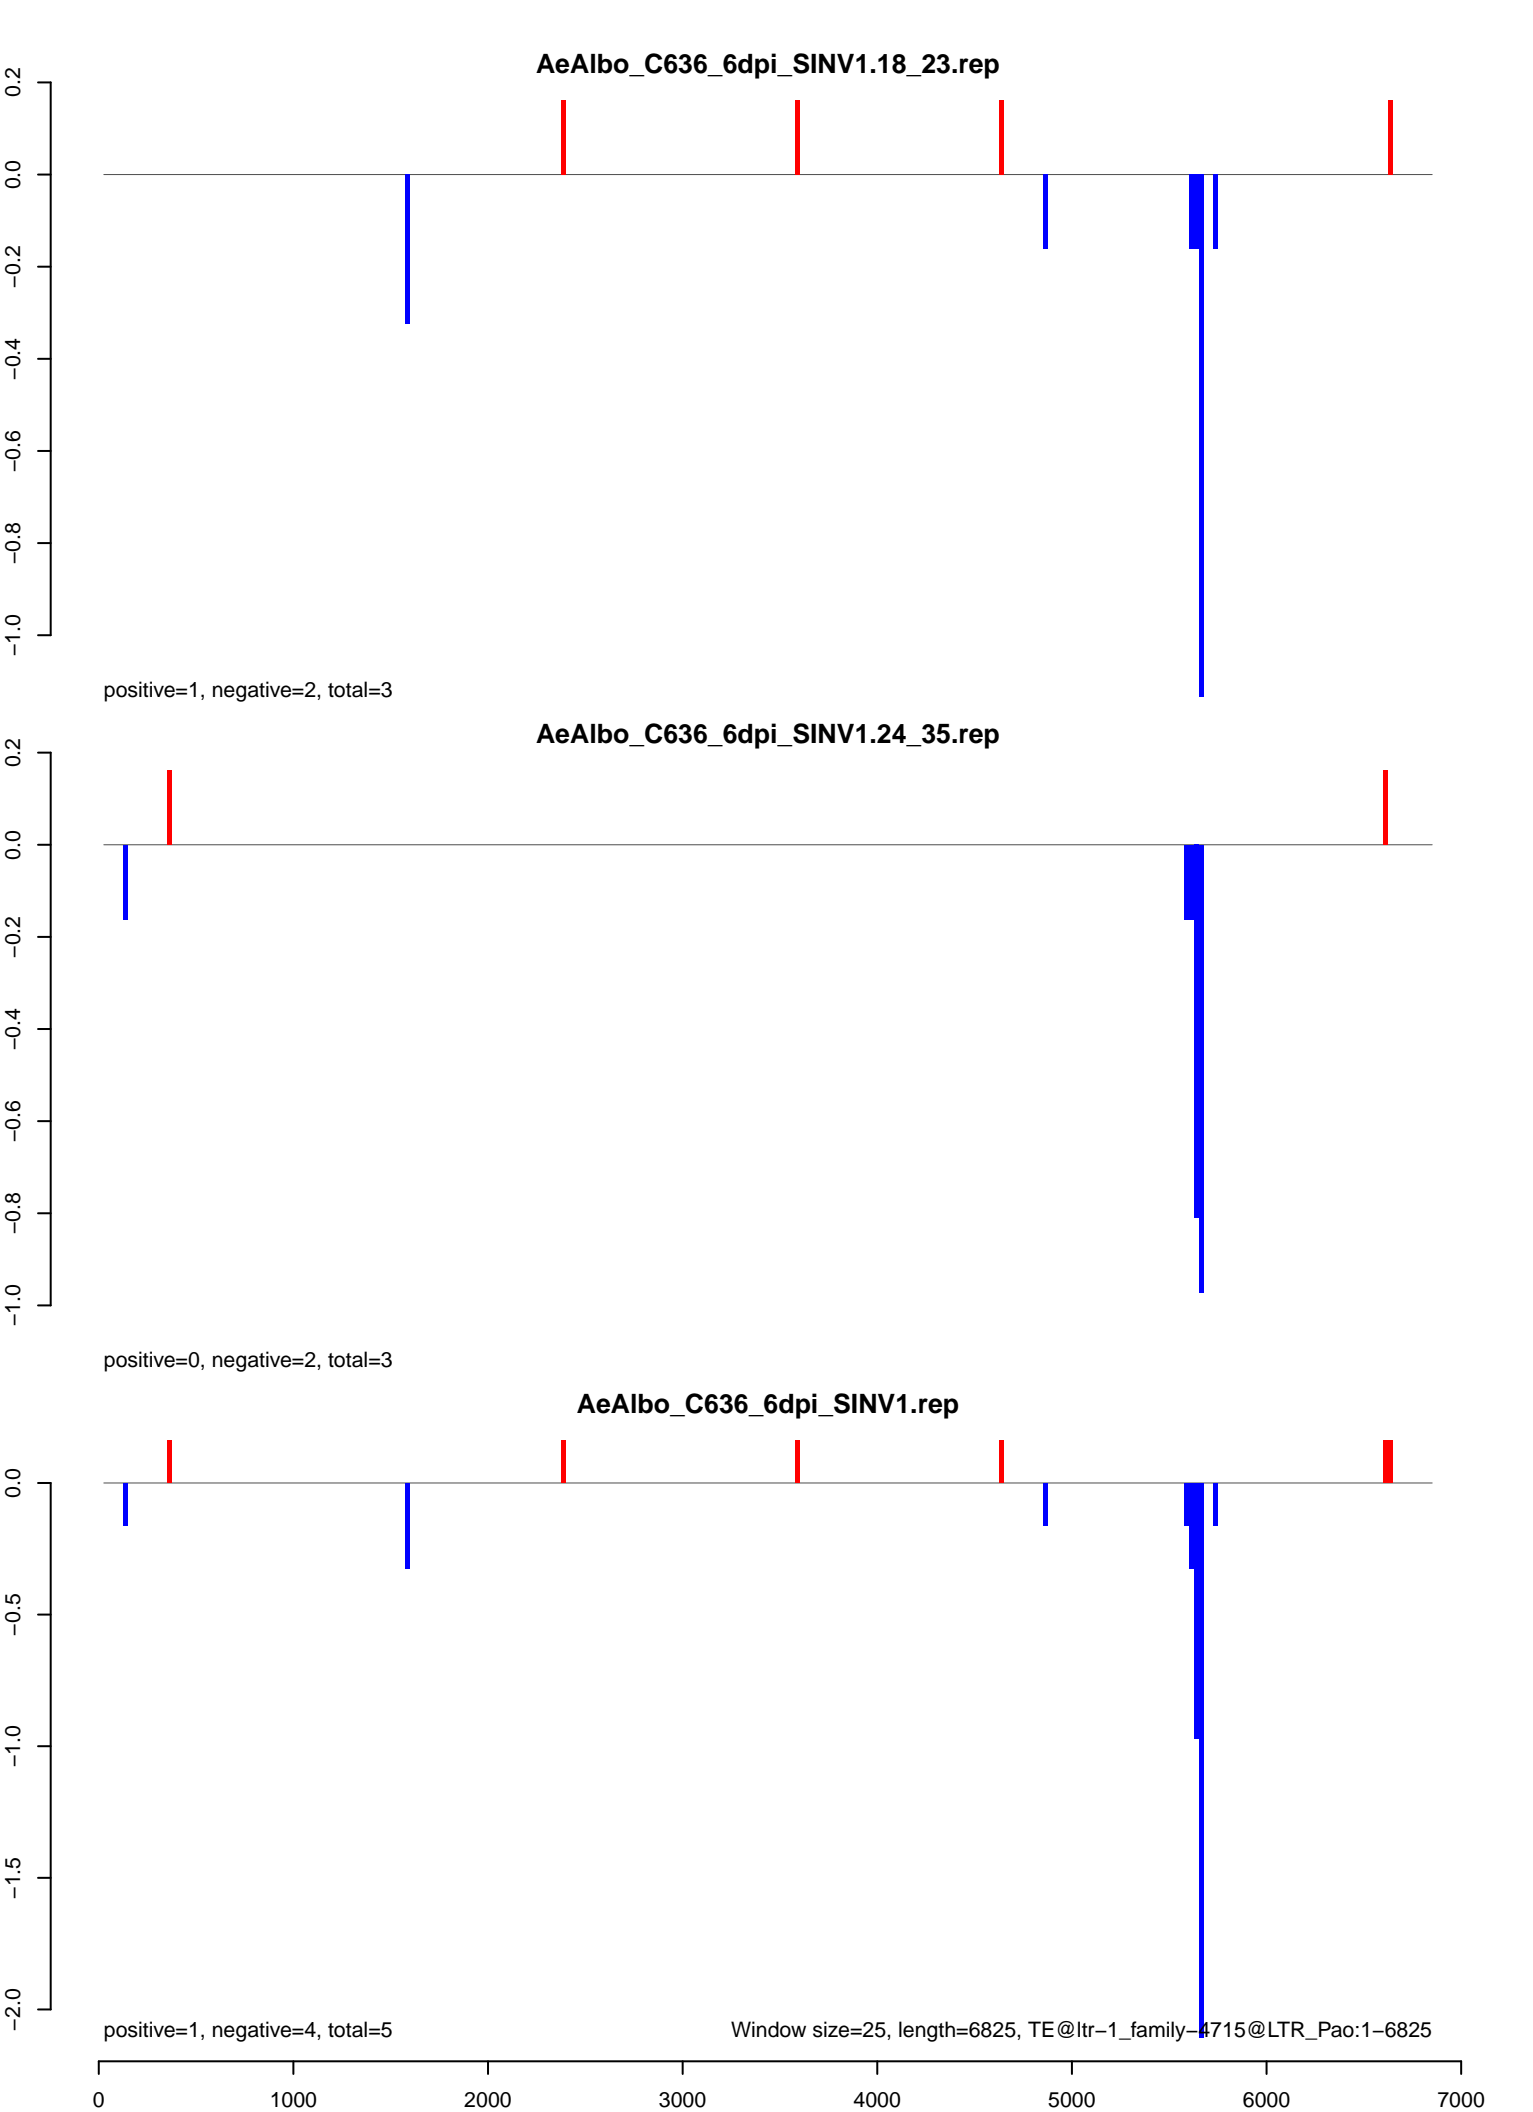 AeAlbo_C636_6dpi_SINV1.18_23.rep
0.2
0.0
−0.2
−0.4
−0.6
−0.8
−1.0
positive=1, negative=2, total=3
AeAlbo_C636_6dpi_SINV1.24_35.rep
0.2
0.0
−0.2
−0.4
−0.6
−0.8
−1.0
positive=0, negative=2, total=3
AeAlbo_C636_6dpi_SINV1.rep
0.0
−0.5
−1.0
−1.5
−2.0
positive=1, negative=4, total=5
Window size=25, length=6825, TE@ltr−1_family−4715@LTR_Pao:1−6825
0 1000 2000 3000 4000 5000 6000 7000